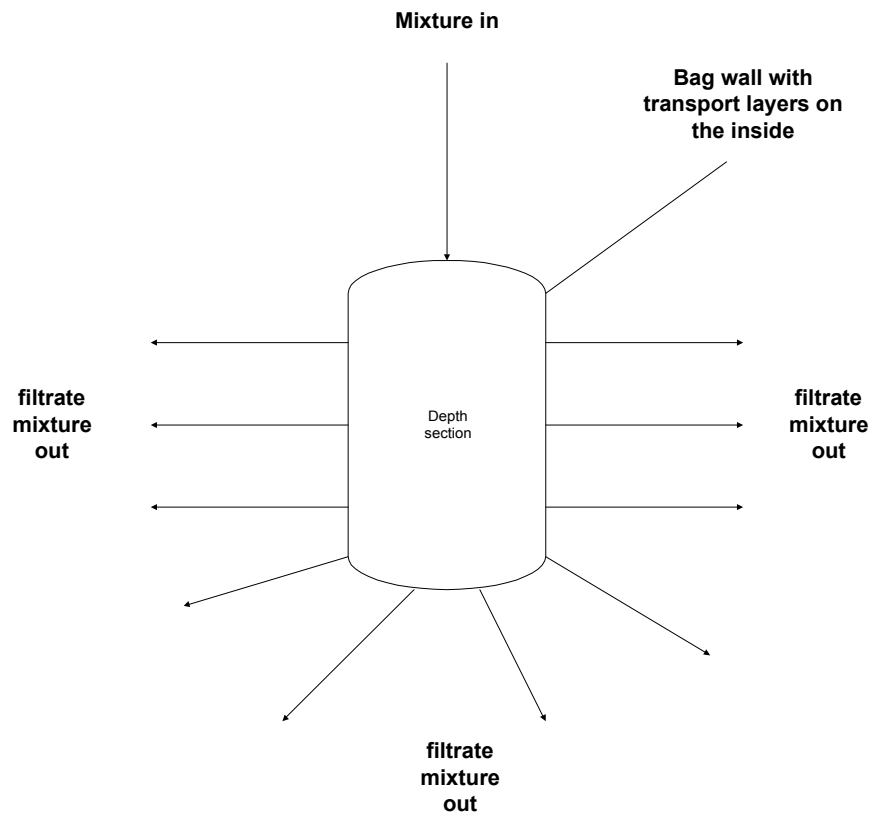 Mixture in
Bag wall with
transport layers on
the inside
filtrate
mixture
out
Depth
section
filtrate
mixture
out
filtrate
mixture
out